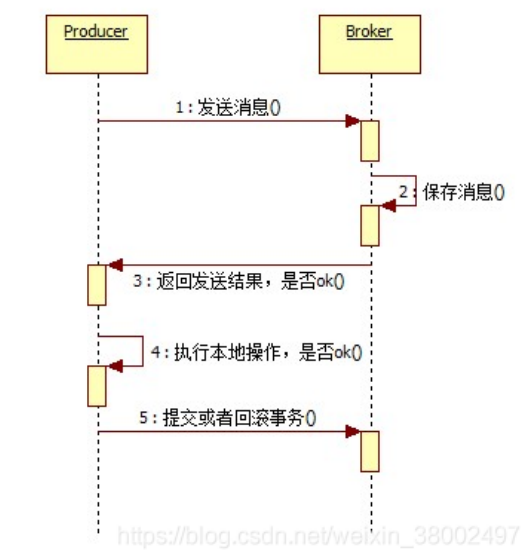 Producer
Broker
1:发送消息()
2:保存消息()
3:返回发送结果，是否ok()
4:执行本地操作，是否ok()
5:提交或者回滚事务()
https://blog.csdn.net/weixin_38002497